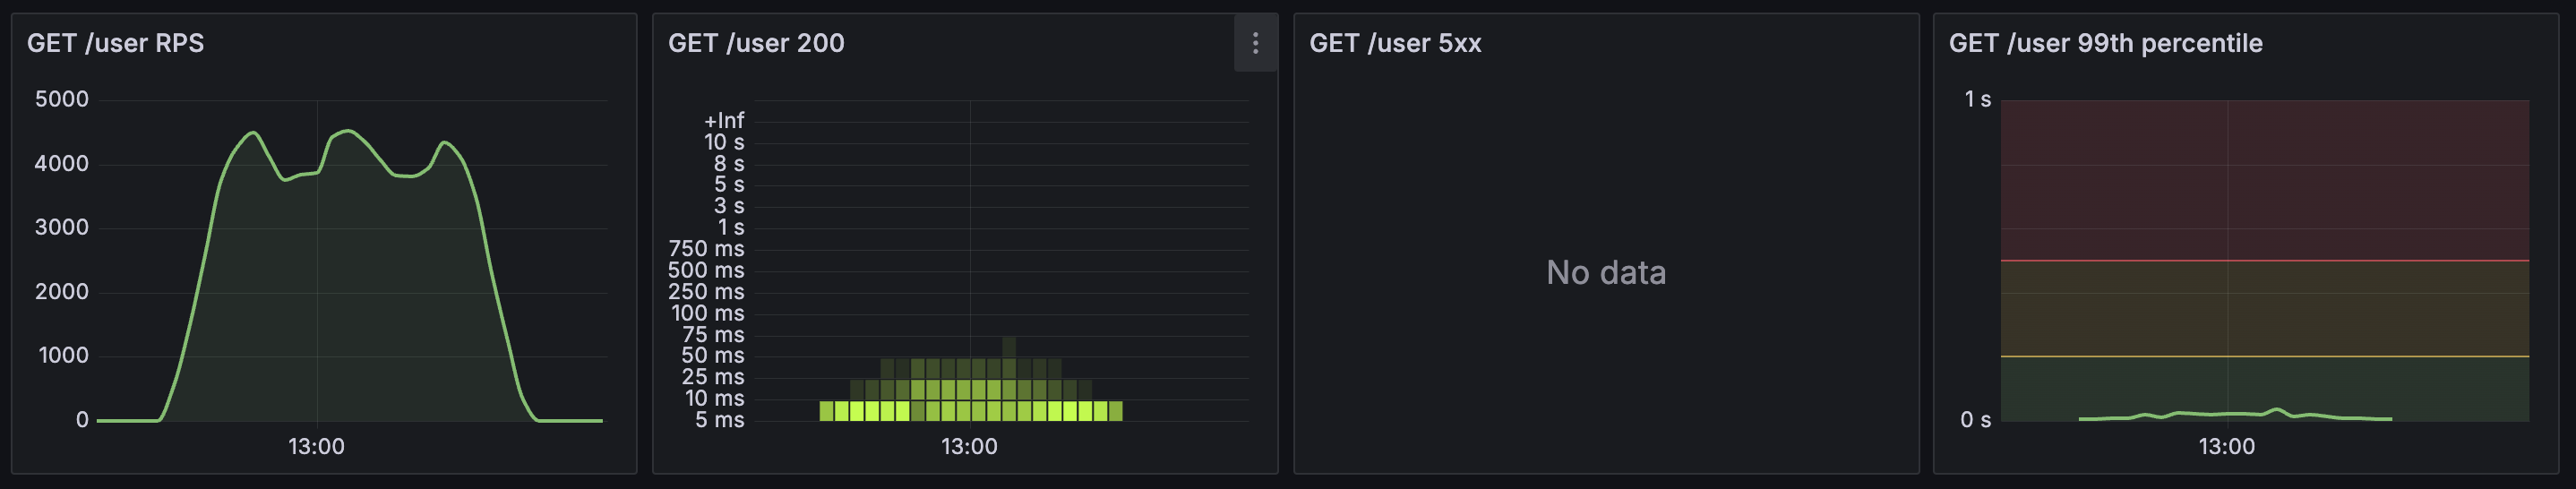 GET /user RPS
5000
4000
3000
2000
1000
0
13:00
GET /user 200
+Inf
10 s
8 s
5 s
3 s
1 s
750 ms
500 ms
250 ms
100 ms
75 ms
50 ms
25 ms
10 ms
5 ms
13:00
GET /user 5xx
No data
GET /user 99th percentile
1 s
0 s
13:00